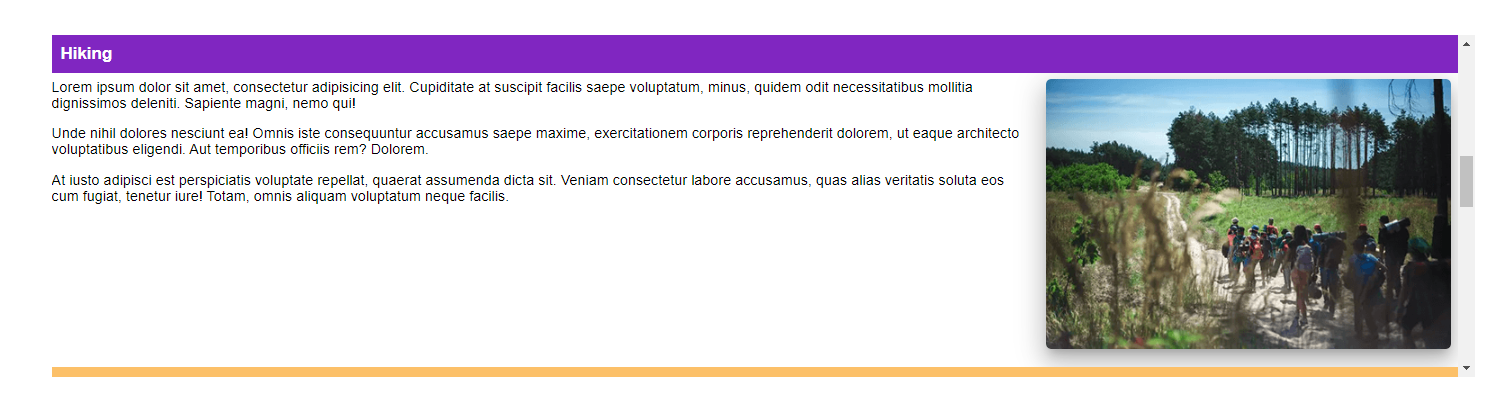 Hiking
Lorem ipsum dolor sit amet, consectetur adipisicing elit. Cupiditate at suscipit facilis saepe voluptatum, minus, quidem odit necessitatibus mollitia
dignissimos deleniti. Sapiente magni, nemo qui!
Unde nihil dolores nesciunt ea! Omnis iste consequuntur accusamus saepe maxime, exercitationem corporis reprehenderit dolorem, ut eaque architecto
voluptatibus eligendi. Aut temporibus officiis rem? Dolorem.
At iusto adipisci est perspiciatis voluptate repellat, quaerat assumenda dicta sit. Veniam consectetur labore accusamus, quas alias veritatis soluta eos
cum fugiat, tenetur iure! Totam, omnis aliquam voluptatum neque facilis.